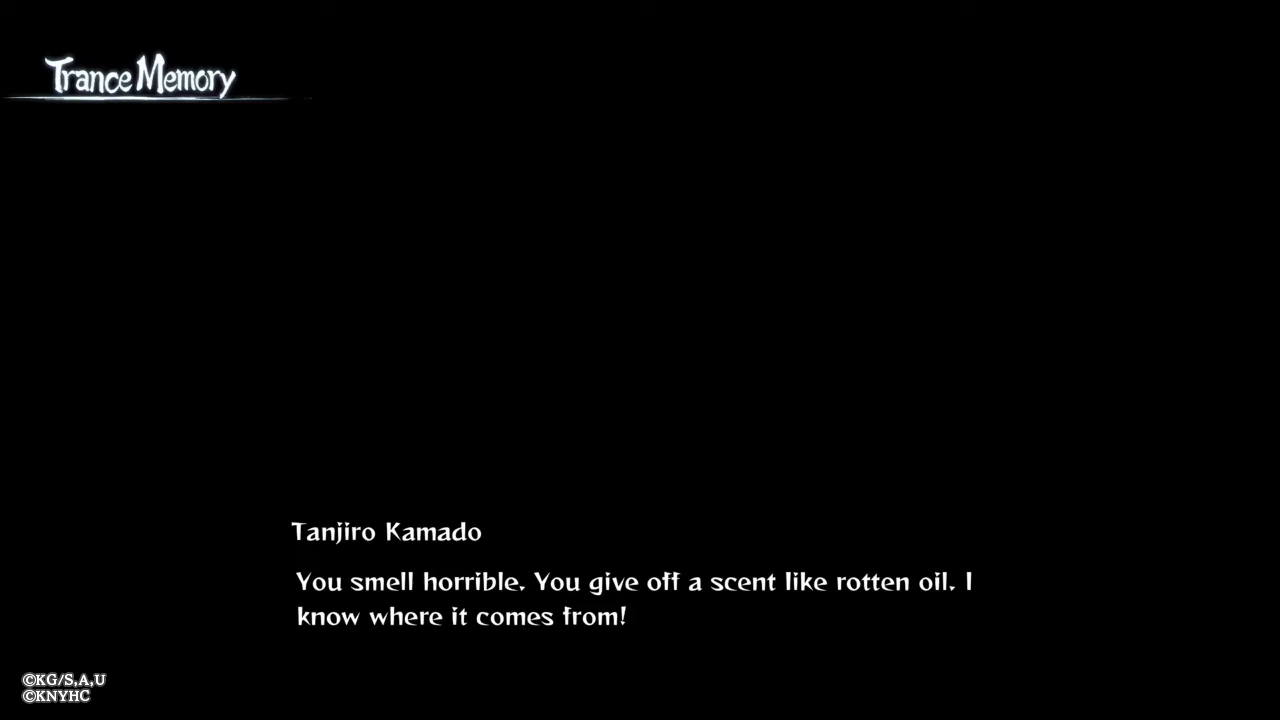 Trance Memory
Tanjiro Kamado
You smell horrible. You give off a scent like rotten oil. I
know where it comes from!
©KG/S,A,U
©KNYHC